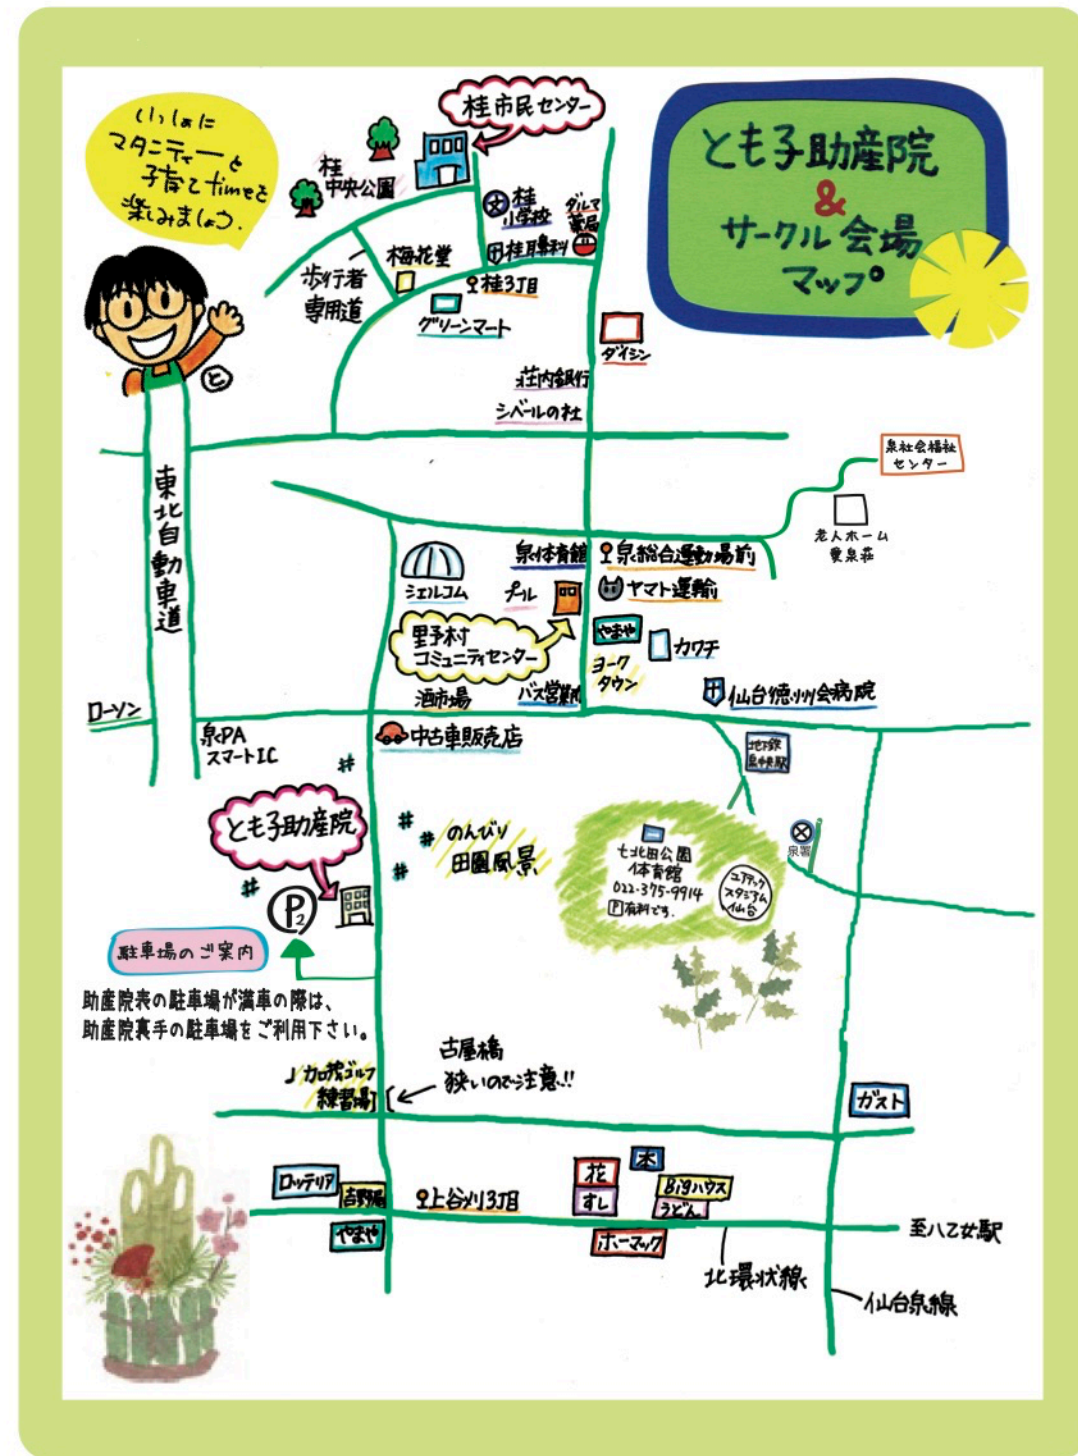 いっしょに
マタニティーと
子育てtimeを
楽しみましょう.
と
桂市民センター
とも子助産院
&
サークル会場
マップ
桂
中央公園
桂
小学校
ダルマ
薬局
桂耳鼻科
梅花堂
歩行者
専用道
桂3丁目
グリーンマート
ダイシン
荘内銀行
シベールの杜
東北自動車道
泉社会福祉
センター
老人ホーム
愛泉荘
泉体育館
泉総合運動場前
シェルコム
プール
ヤマト運輸
野村
コミュニティセンター
やまや
カワチ
ヨーク
タウン
酒市場
バス営業所
仙台徳州会病院
ローソン
泉PA
スマートIC
中古車販売店
地下鉄
泉中央駅
泉署
とも子助産院
のんびり
田園風景
七北田公園
体育館
022-375-9914
P有料です.
ユアテック
スタジアム
仙台
P2
駐車場のご案内
助産院表の駐車場が満車の際は、
助産院裏手の駐車場をご利用下さい。
古屋橋
狭いので注意!!
ゴルフ
練習場
ガスト
ロッテリア
吉野屋
上谷刈3丁目
花
木
すし
Bigハウス
うどん
やまや
ホーマック
至八乙女駅
北環状線
仙台泉線